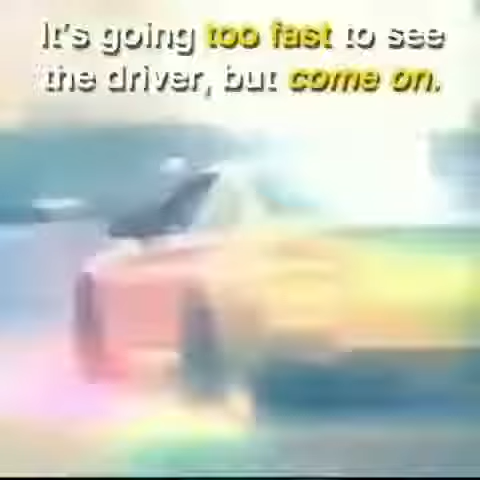 it's going too fast to see
the driver, but come on.